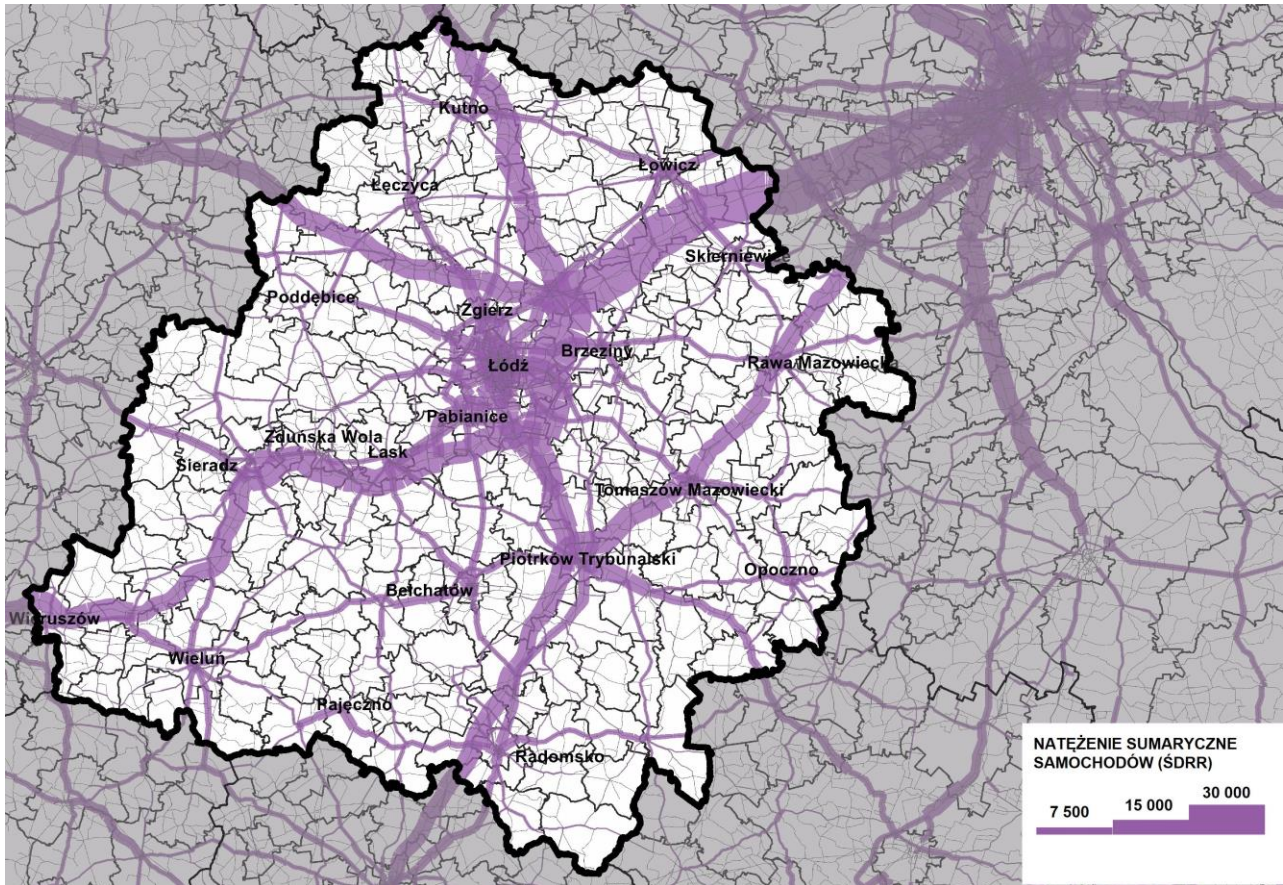 Kutno
Łowicz
Łęczyca
Skierniewice
Poddębice
Zgierz
Brzeziny
Łódź
Rawa Mazowiecka
Pabianice
Zduńska Wola
Łask
Sieradz
Tomaszów Mazowiecki
Piotrków Trybunalski
Opoczno
Bełchatów
Wieruszów
Wieluń
Pajęczno
Radomsko
NATĘŻENIE SUMARYCZNE
SAMOCHODÓW (ŚDRR)
7 500
15 000
30 000